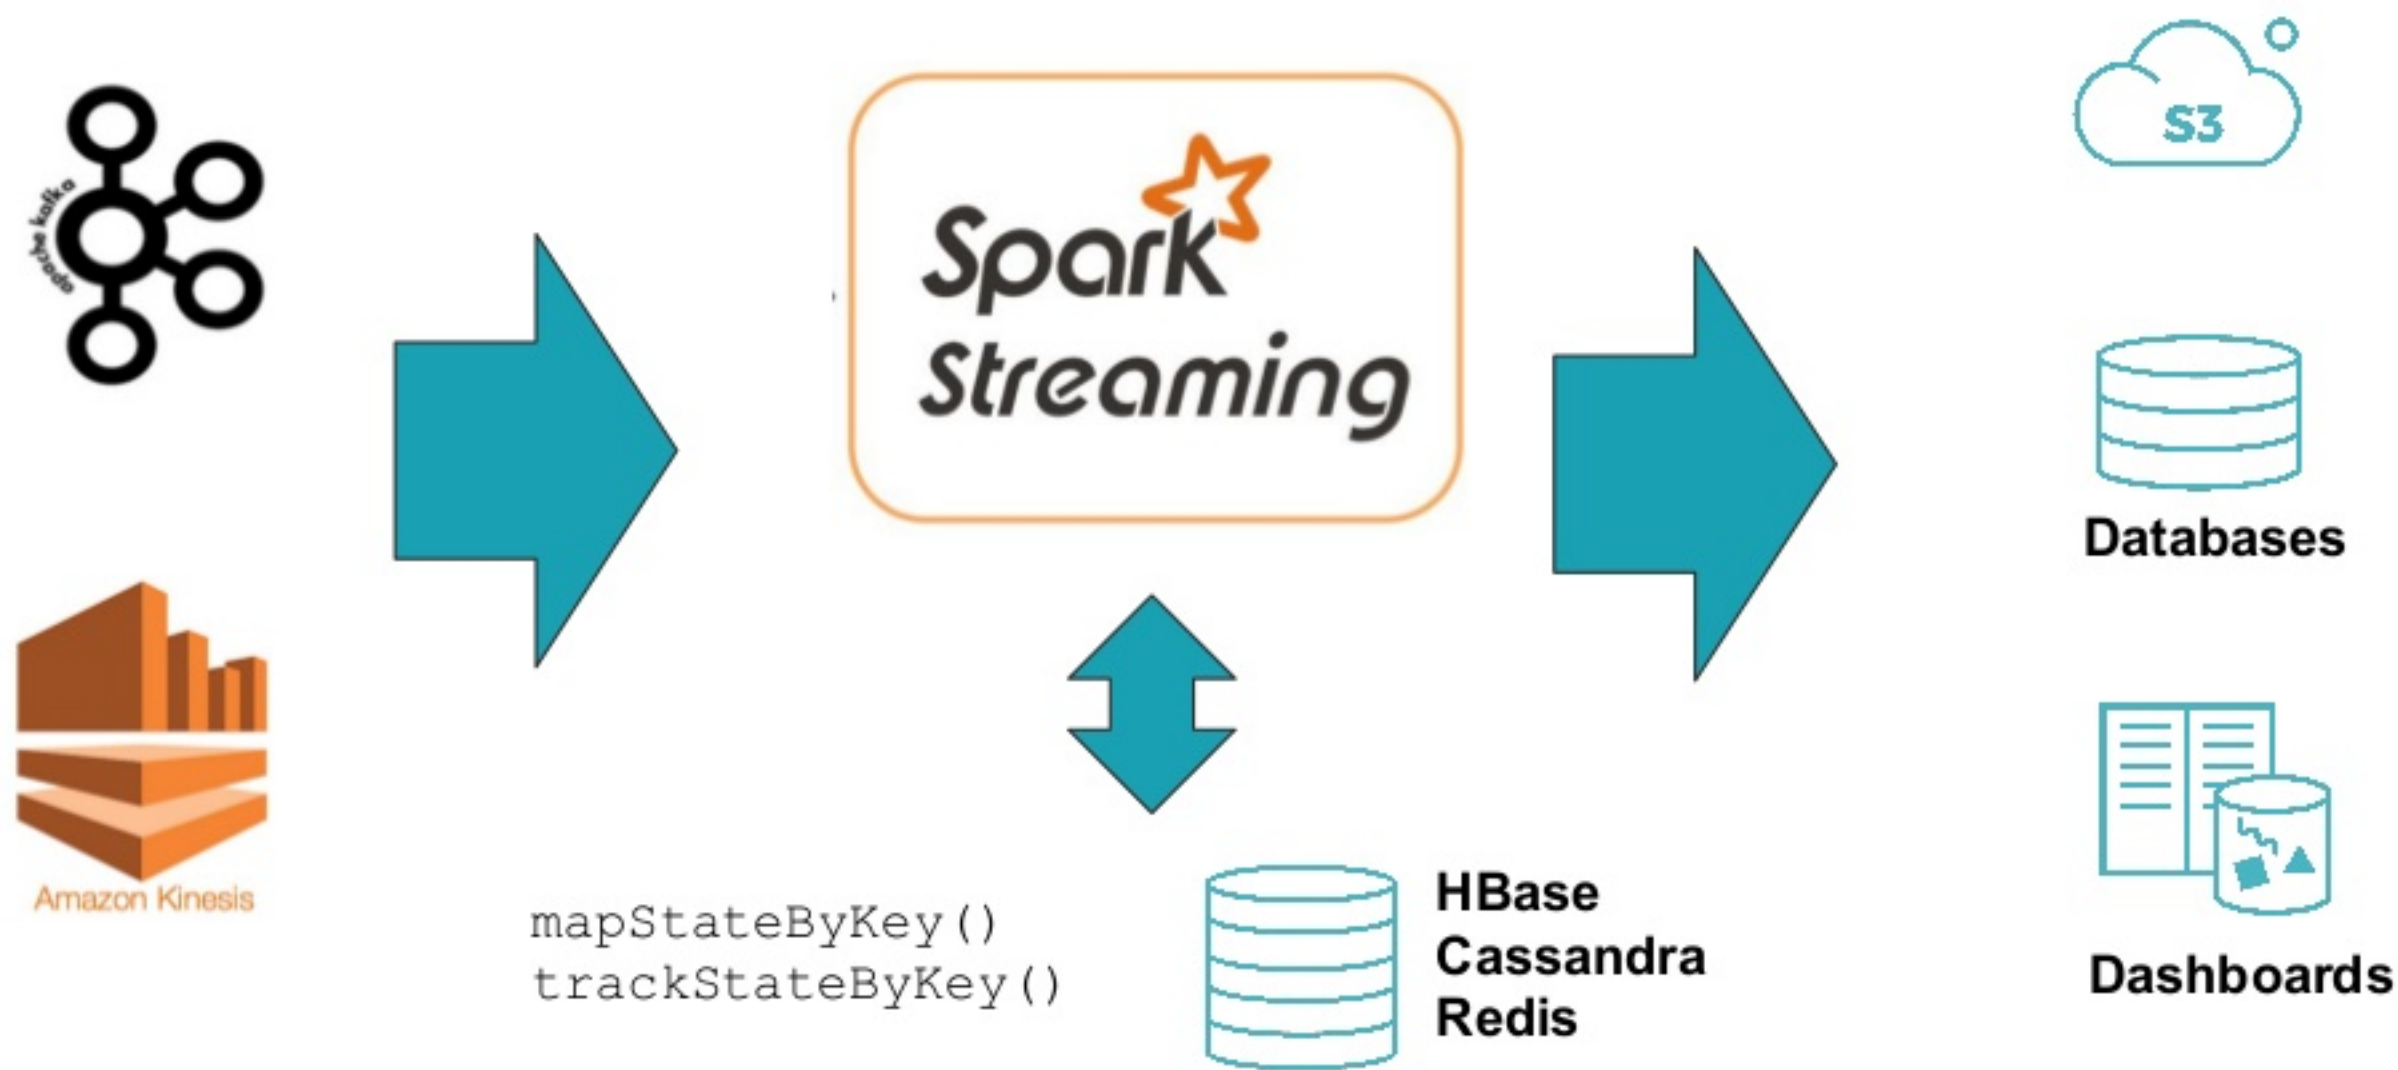 apache kafka
Amazon Kinesis
Spark
Streaming
mapStateByKey()
trackStateByKey()
HBase
Cassandra
Redis
S3
Databases
Dashboards